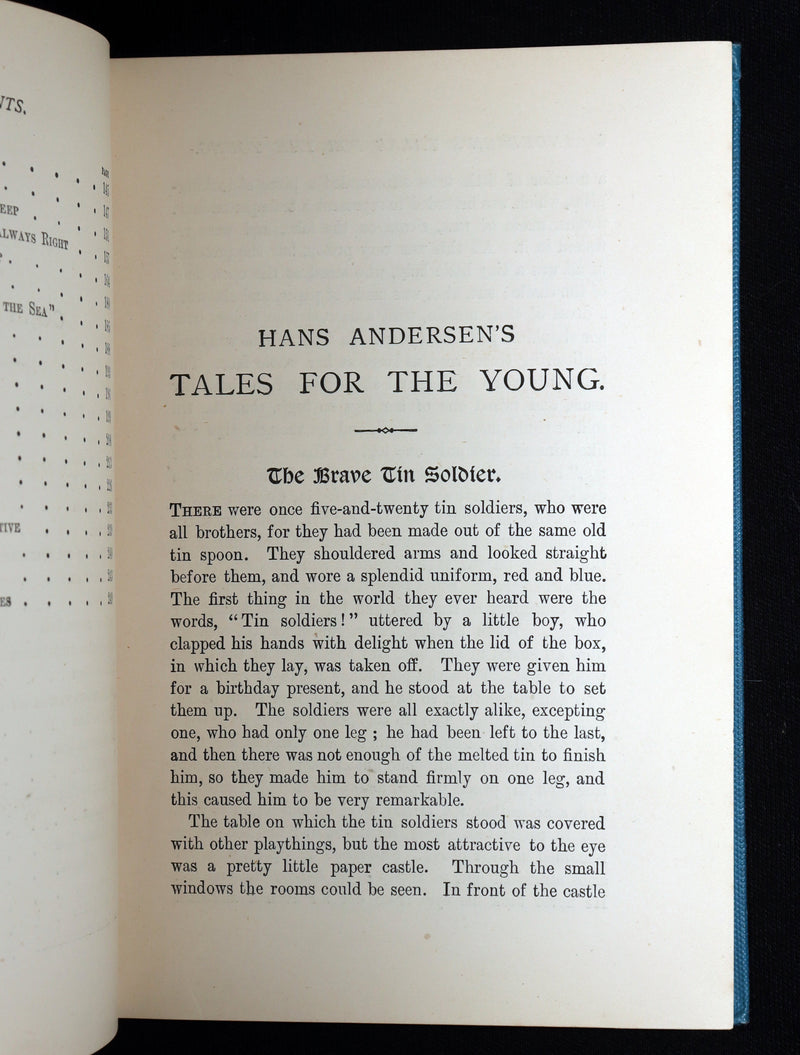 NTS.
EEP
ALWAYS RIGHT
THE SEA"
TIVE
ES
HANS ANDERSEN'S
TALES FOR THE YOUNG.
The Brave Tin Soldier.
THERE were once five-and-twenty tin soldiers, who were
all brothers, for they had been made out of the same old
tin spoon. They shouldered arms and looked straight
before them, and wore a splendid uniform, red and blue.
The first thing in the world they ever heard were the
words, "Tin soldiers!" uttered by a little boy, who
clapped his hands with delight when the lid of the box,
in which they lay, was taken off. They were given him
for a birthday present, and he stood at the table to set
them up. The soldiers were all exactly alike, excepting
one, who had only one leg ; he had been left to the last,
and then there was not enough of the melted tin to finish
him, so they made him to stand firmly on one leg, and
this caused him to be very remarkable.
The table on which the tin soldiers stood was covered
with other playthings, but the most attractive to the eye
was a pretty little paper castle. Through the small
windows the rooms could be seen. In front of the castle